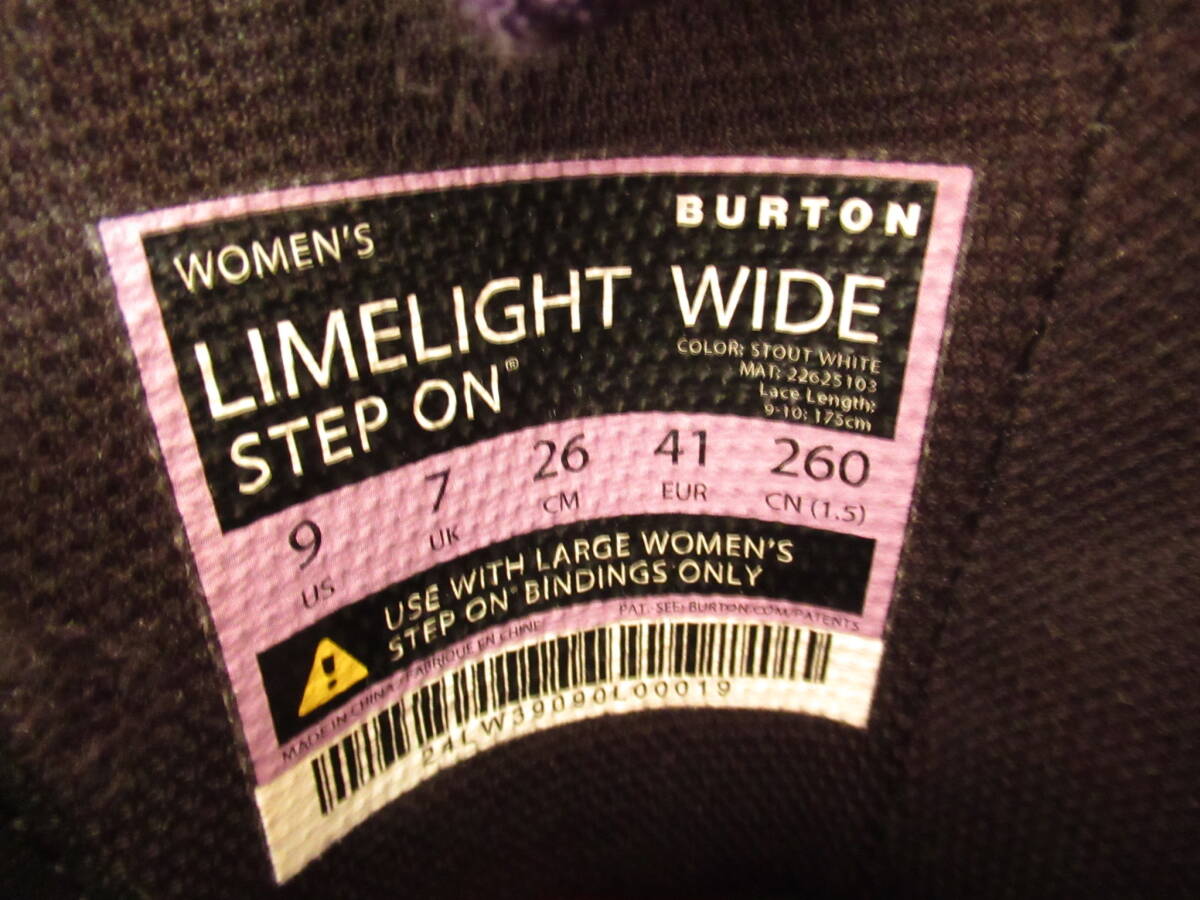 BURTON
WOMEN'S
LIMELIGHT WIDE
STEP ON®
COLOR: STOUT WHITE
MAT: 22625103
Lace Length:
9-10: 175cm
9 7 26 41 260
US UK CM EUR CN (1.5)
USE WITH LARGE WOMEN'S
STEP ON® BINDINGS ONLY
MADE IN CHINA / FABRIQUÉ EN CHINE
PAT. SEE: BURTON.COM/PATENTS
24LW39090L00019